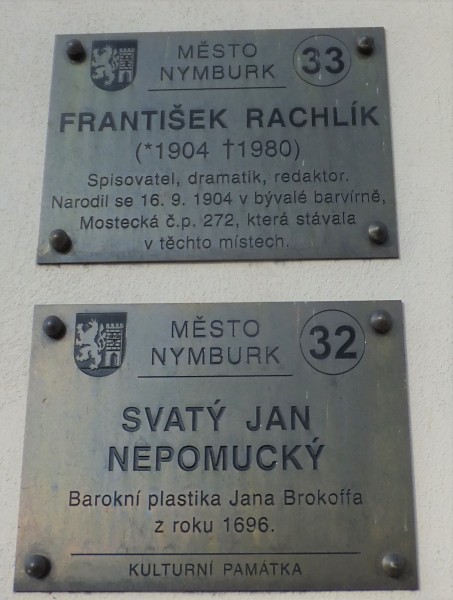 MĚSTO
NYMBURK
33
FRANTIŠEK RACHLÍK
(*1904 †1980)
Spisovatel, dramatik, redaktor.
Narodil se 16. 9. 1904 v bývalé barvírně,
Mostecká č.p. 272, která stávala
v těchto místech.
MĚSTO
NYMBURK
32
SVATÝ JAN
NEPOMUCKÝ
Barokní plastika Jana Brokoffa
z roku 1696.
KULTURNÍ PAMÁTKA